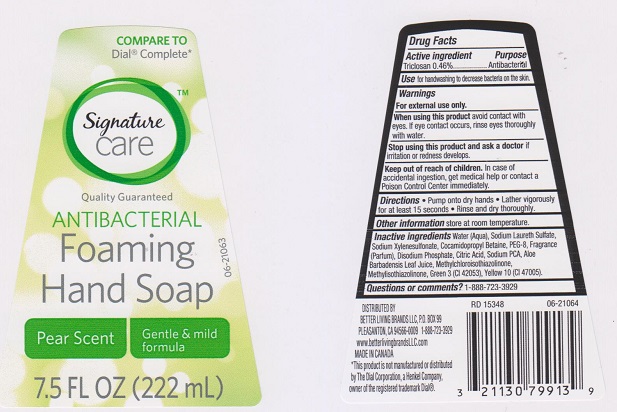 COMPARE TO
Dial® Complete*
Signature
care
TM
Quality Guaranteed
ANTIBACTERIAL
Foaming
Hand Soap
06-21063
Pear Scent
Gentle & mild
formula
7.5 FL OZ (222 mL)
Drug Facts
Active ingredient Purpose
Triclosan 0.46%..................Antibacterial
Use for handwashing to decrease bacteria on the skin.
Warnings
For external use only.
When using this product avoid contact with
eyes. If eye contact occurs, rinse eyes thoroughly
with water.
Stop using this product and ask a doctor if
irritation or redness develops.
Keep out of reach of children. In case of
accidental ingestion, get medical help or contact a
Poison Control Center immediately.
Directions • Pump onto dry hands • Lather vigorously
for at least 15 seconds • Rinse and dry thoroughly.
Other information store at room temperature.
Inactive ingredients Water (Aqua), Sodium Laureth Sulfate,
Sodium Xylenesulfonate, Cocamidopropyl Betaine, PEG-8, Fragrance
(Parfum), Disodium Phosphate, Citric Acid, Sodium PCA, Aloe
Barbadensis Leaf Juice, Methylchloroisothiazolinone,
Methylisothiazolinone, Green 3 (CI 42053), Yellow 10 (CI 47005).
Questions or comments? 1-888-723-3929
DISTRIBUTED BY
BETTER LIVING BRANDS LLC, P.O. BOX 99
PLEASANTON, CA 94566-0009 1-888-723-3929
www.betterlivingbrandsLLC.com
MADE IN CANADA
*This product is not manufactured or distributed
by The Dial Corporation, a Henkel Company,
owner of the registered trademark Dial®.
RD 15348 06-21064
3 21130 79913 9